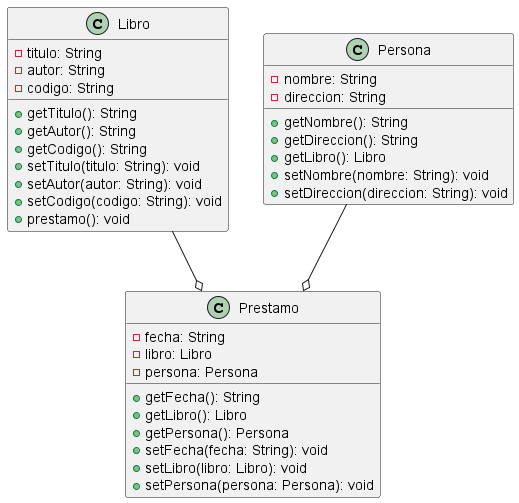 C Libro
titulo: String
autor: String
codigo: String
getTitulo(): String
getAutor(): String
getCodigo(): String
setTitulo(titulo: String): void
setAutor(autor: String): void
setCodigo(codigo: String): void
prestamo(): void
C Persona
nombre: String
direccion: String
getNombre(): String
getDireccion(): String
getLibro(): Libro
setNombre(nombre: String): void
setDireccion(direccion: String): void
C Prestamo
fecha: String
libro: Libro
persona: Persona
getFecha(): String
getLibro(): Libro
getPersona(): Persona
setFecha(fecha: String): void
setLibro(libro: Libro): void
setPersona(persona: Persona): void